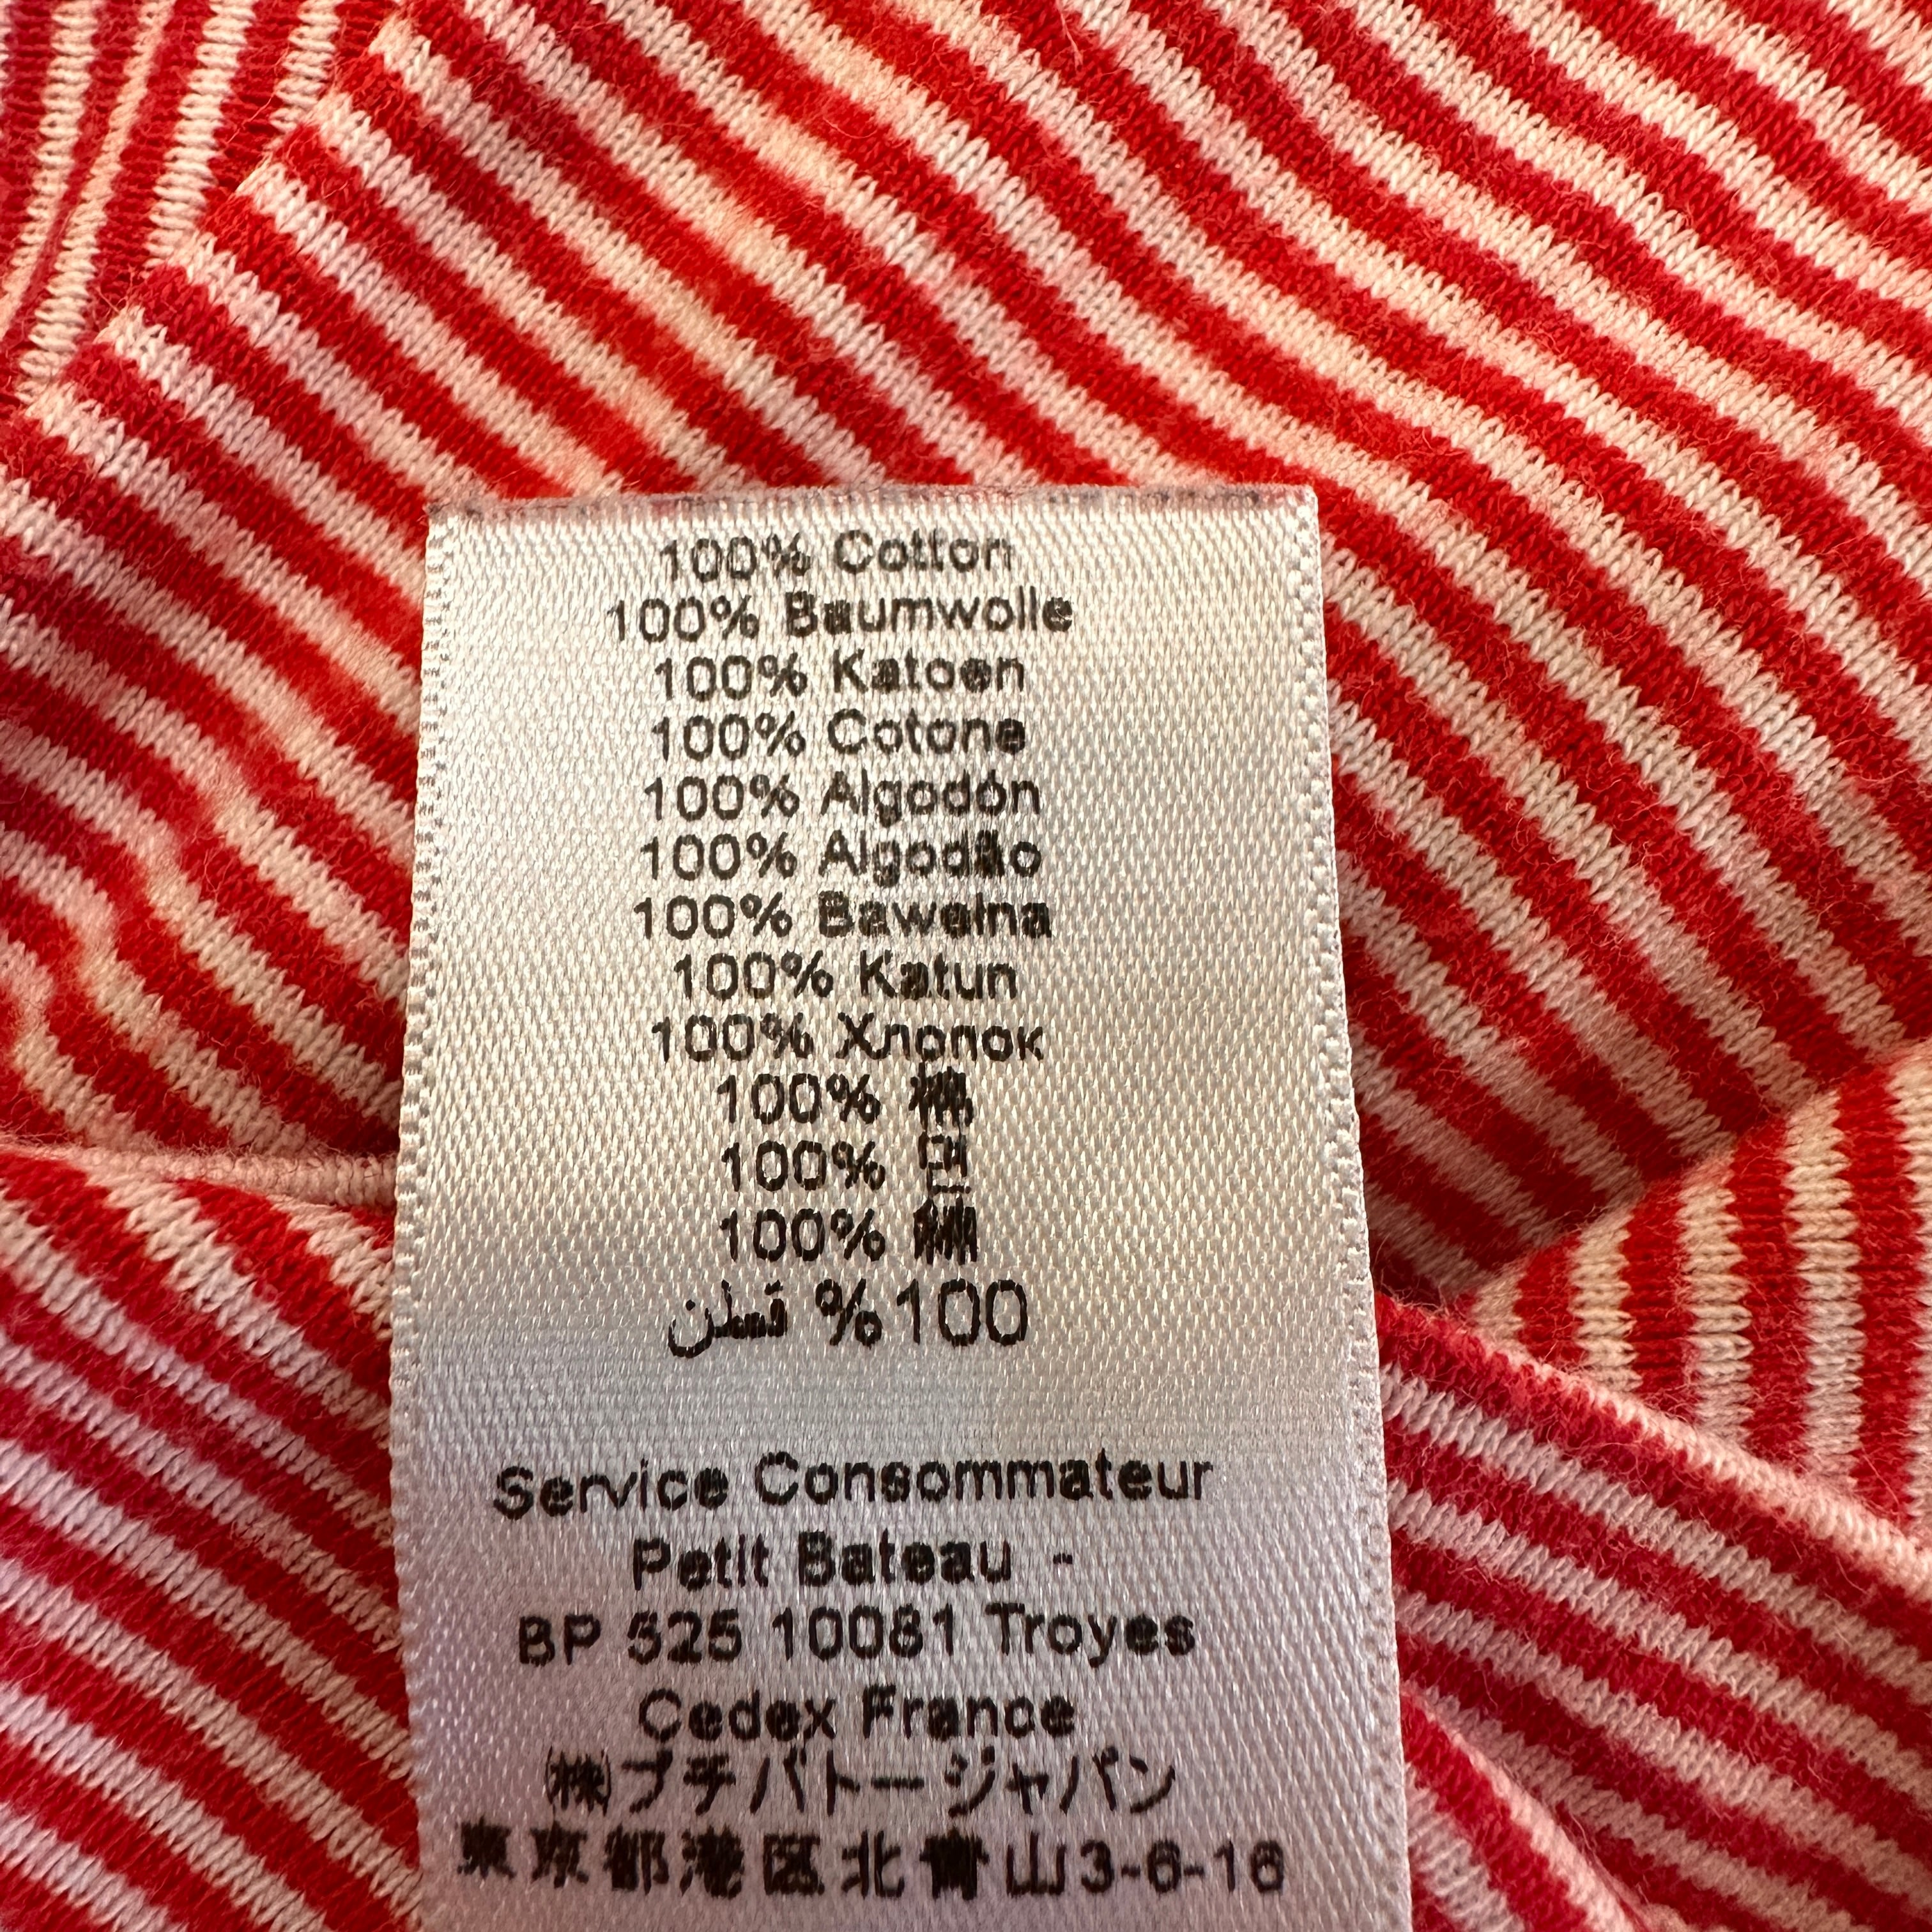 100% Cotton
100% Baumwolle
100% Katoen
100% Cotone
100% Algodón
100% Algodão
100% Bawełna
100% Katun
100% Хлопок
100% 棉
100% 면
100% 綿
100% قطن
Service Consommateur
Petit Bateau -
BP 525 10081 Troyes
Cedex France
㈱プチバトージャパン
東京都港区北青山3-6-16